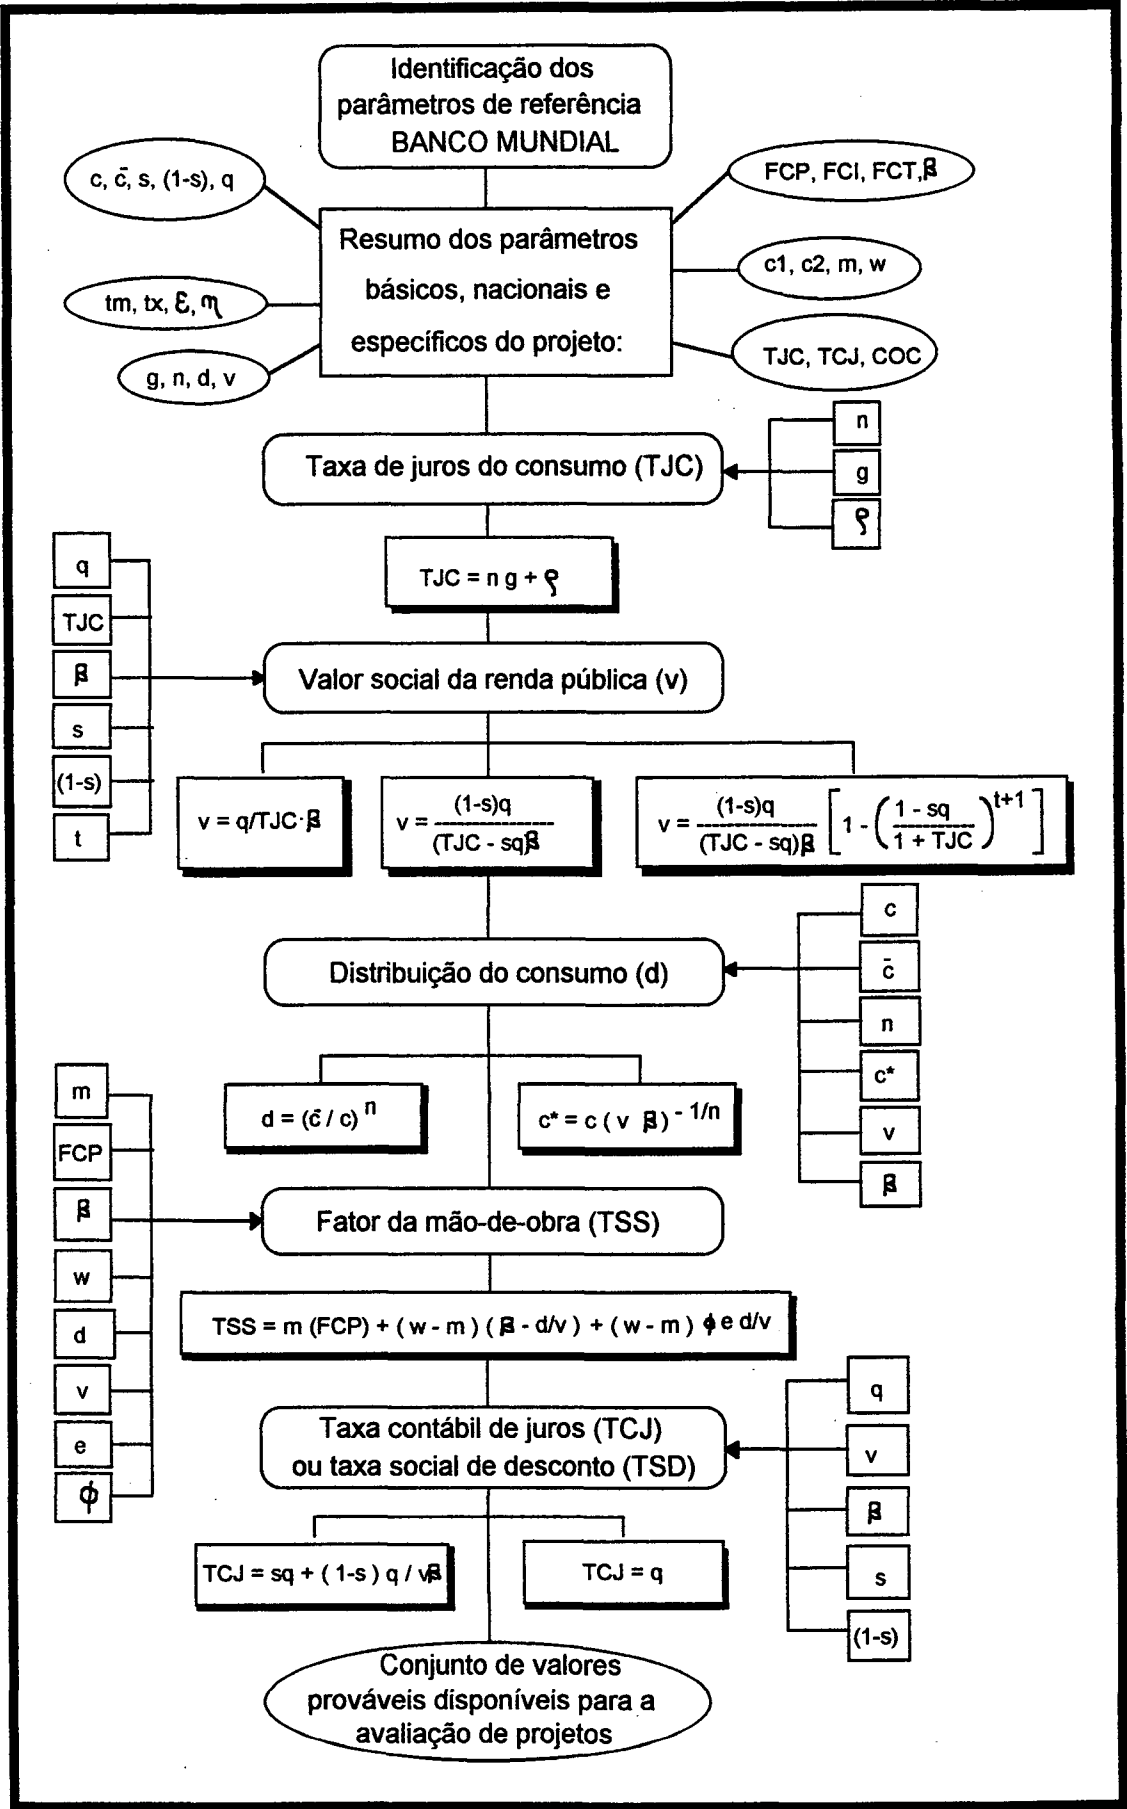 Identificação dos
parâmetros de referência
BANCO MUNDIAL
c, c̄, s, (1-s), q
tm, tx, ε, η
g, n, d, v
Resumo dos parâmetros
básicos, nacionais e
específicos do projeto:
FCP, FCI, FCT, β
c1, c2, m, w
TJC, TCJ, COC
Taxa de juros do consumo (TJC)
n
g
ρ
TJC = n g + ρ
q
TJC
β
s
(1-s)
t
Valor social da renda pública (v)
v = q/TJC·β
v = (1-s)q / (TJC - sq)β
v = (1-s)q / (TJC - sq)β [ 1 - ( 1 - sq / 1 + TJC )^t+1 ]
Distribuição do consumo (d)
c
c̄
n
c*
v
β
d = (c̄ / c)^n
c* = c ( v β )^- 1/n
m
FCP
β
w
d
v
e
ϕ
Fator da mão-de-obra (TSS)
TSS = m (FCP) + ( w - m ) ( β - d/v ) + ( w - m ) ϕ e d/v
Taxa contábil de juros (TCJ)
ou taxa social de desconto (TSD)
q
v
β
s
(1-s)
TCJ = sq + ( 1-s ) q / vβ
TCJ = q
Conjunto de valores
prováveis disponíveis para a
avaliação de projetos